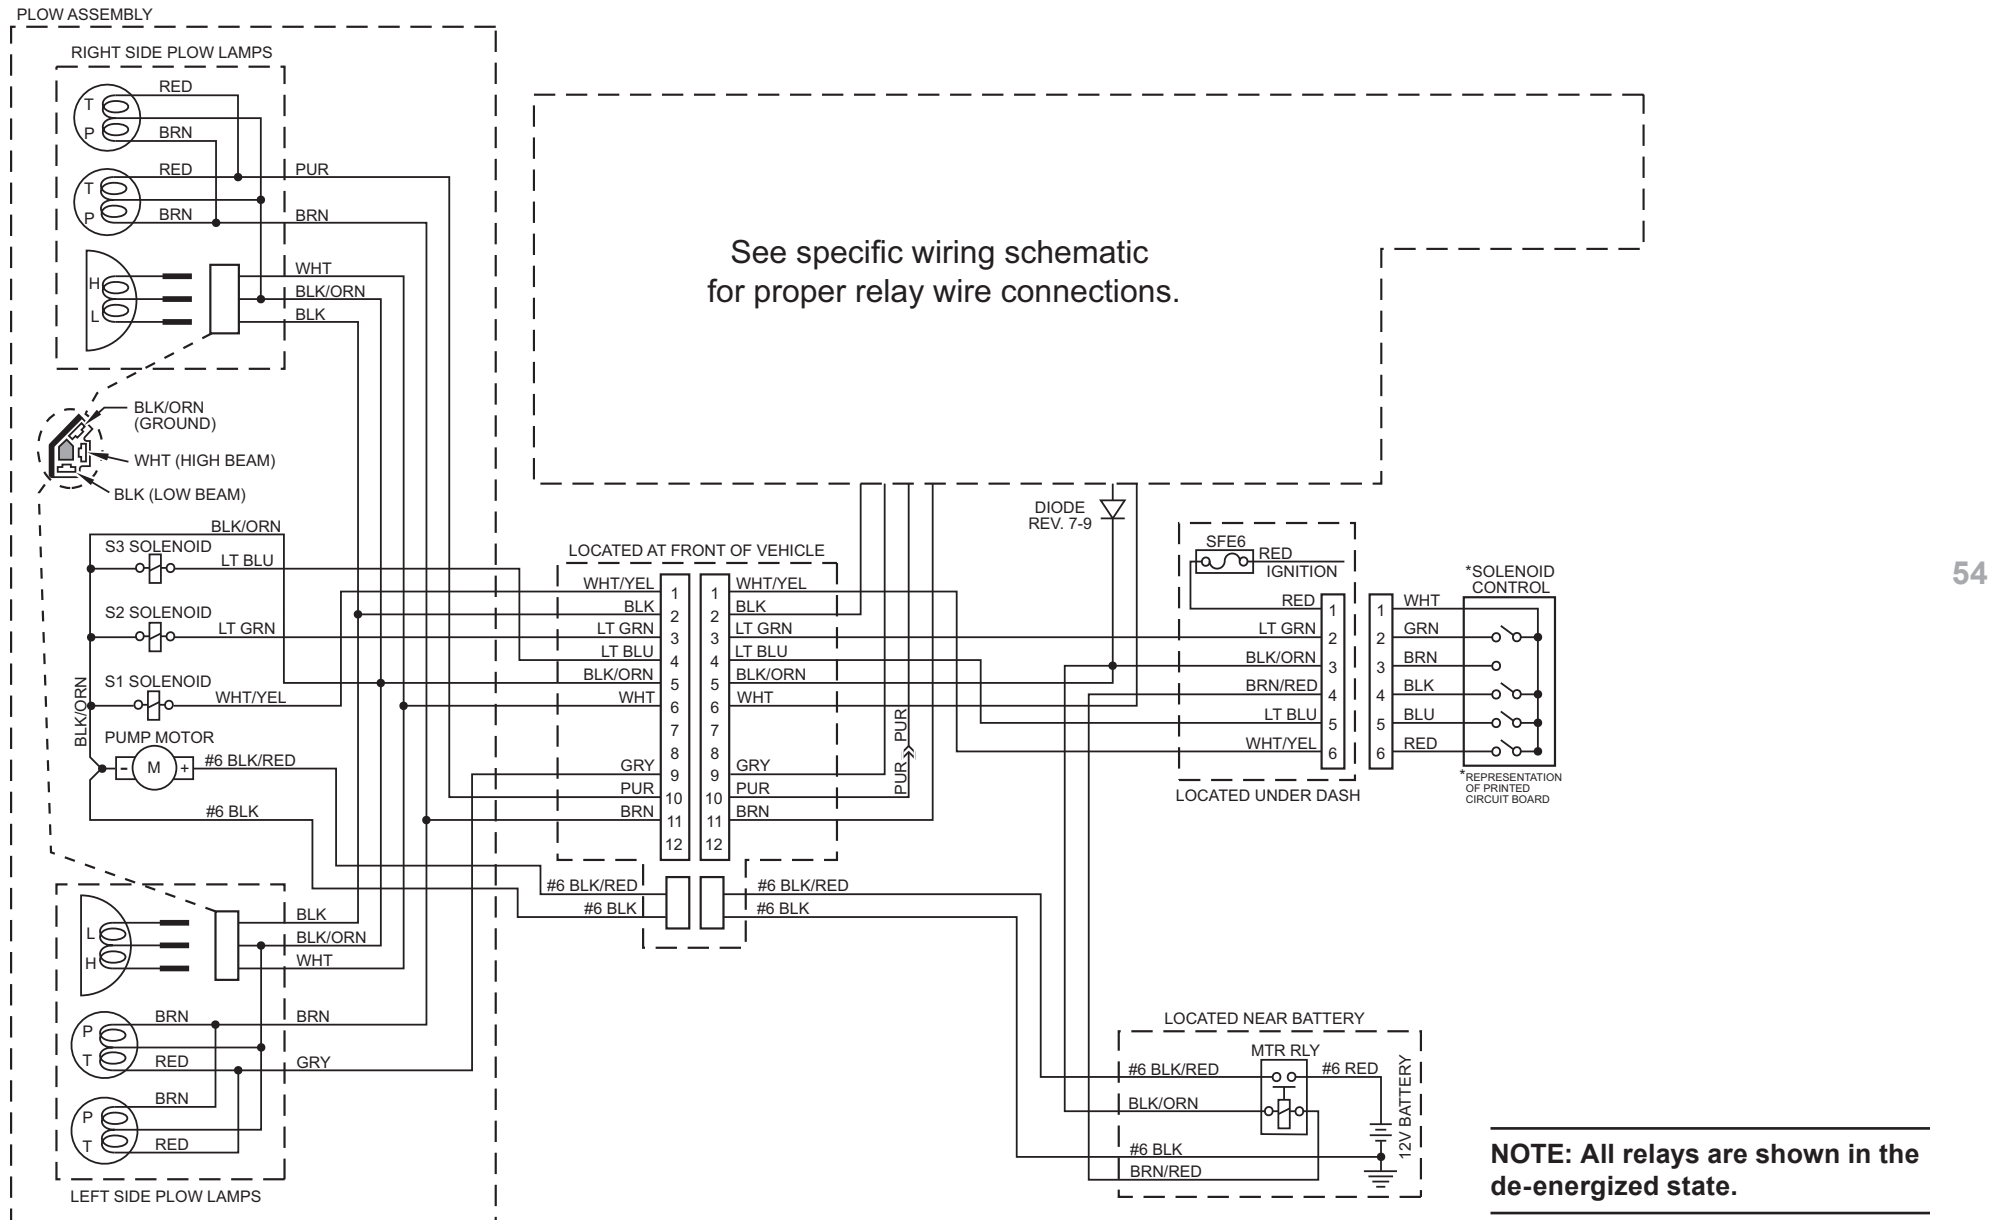 PLOW ASSEMBLY
RIGHT SIDE PLOW LAMPS
T
RED
P
BRN
T
RED
PUR
P
BRN
BRN
H
WHT
BLK/ORN
L
BLK
BLK/ORN
(GROUND)
WHT (HIGH BEAM)
BLK (LOW BEAM)
BLK/ORN
S3 SOLENOID
LT BLU
S2 SOLENOID
LT GRN
S1 SOLENOID
WHT/YEL
BLK/ORN
PUMP MOTOR
- M +
#6 BLK/RED
#6 BLK
L
BLK
BLK/ORN
H
WHT
P
BRN
BRN
T
RED
GRY
P
BRN
T
RED
LEFT SIDE PLOW LAMPS
See specific wiring schematic
for proper relay wire connections.
LOCATED AT FRONT OF VEHICLE
WHT/YEL 1 1 WHT/YEL
BLK 2 2 BLK
LT GRN 3 3 LT GRN
LT BLU 4 4 LT BLU
BLK/ORN 5 5 BLK/ORN
WHT 6 6 WHT
7 7
8 8
GRY 9 9 GRY
PUR 10 10 PUR
BRN 11 11 BRN
12 12
#6 BLK/RED #6 BLK/RED
#6 BLK #6 BLK
PUR
PUR
DIODE
REV. 7-9
SFE6
RED
IGNITION
RED 1
LT GRN 2
BLK/ORN 3
BRN/RED 4
LT BLU 5
WHT/YEL 6
LOCATED UNDER DASH
*SOLENOID
CONTROL
1 WHT
2 GRN
3 BRN
4 BLK
5 BLU
6 RED
*REPRESENTATION
OF PRINTED
CIRCUIT BOARD
LOCATED NEAR BATTERY
MTR RLY
#6 BLK/RED
#6 RED
BLK/ORN
12V BATTERY
#6 BLK
BRN/RED
54
NOTE: All relays are shown in the
de-energized state.